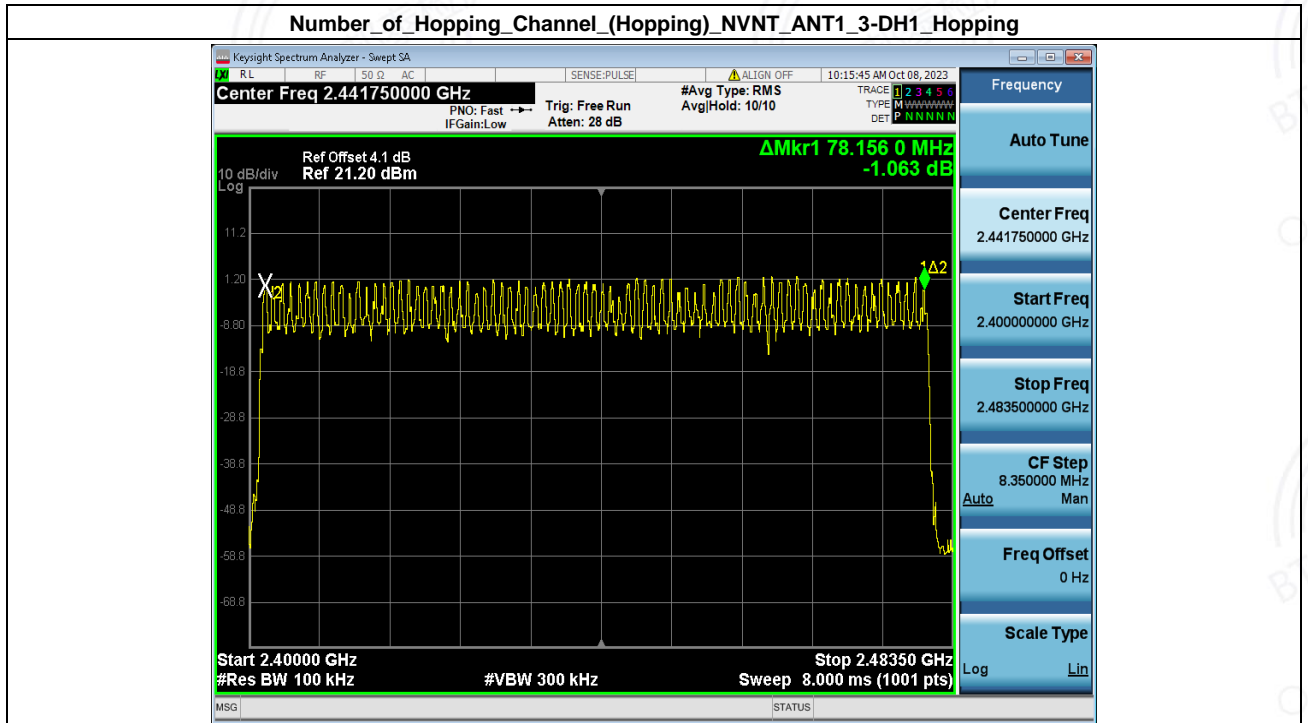 Number_of_Hopping_Channel_(Hopping)_NVNT_ANT1_3-DH1_Hopping
Keysight Spectrum Analyzer - Swept SA
LXI RL RF 50 Ω AC SENSE:PULSE ALIGN OFF 10:15:45 AM Oct 08, 2023
Center Freq 2.441750000 GHz
PNO: Fast
IFGain:Low
Trig: Free Run
Atten: 28 dB
#Avg Type: RMS
Avg|Hold: 10/10
TRACE 1 2 3 4 5 6
TYPE M WWWWW
DET P N N N N N
Frequency
ΔMkr1 78.156 0 MHz
-1.063 dB
Ref Offset 4.1 dB
10 dB/div Ref 21.20 dBm
Log
11.2
1.20
-8.80
-18.8
-28.8
-38.8
-48.8
-58.8
-68.8
X2
1Δ2
Start 2.40000 GHz Stop 2.48350 GHz
#Res BW 100 kHz #VBW 300 kHz Sweep 8.000 ms (1001 pts)
MSG STATUS
Auto Tune
Center Freq
2.441750000 GHz
Start Freq
2.400000000 GHz
Stop Freq
2.483500000 GHz
CF Step
8.350000 MHz
Auto Man
Freq Offset
0 Hz
Scale Type
Log Lin